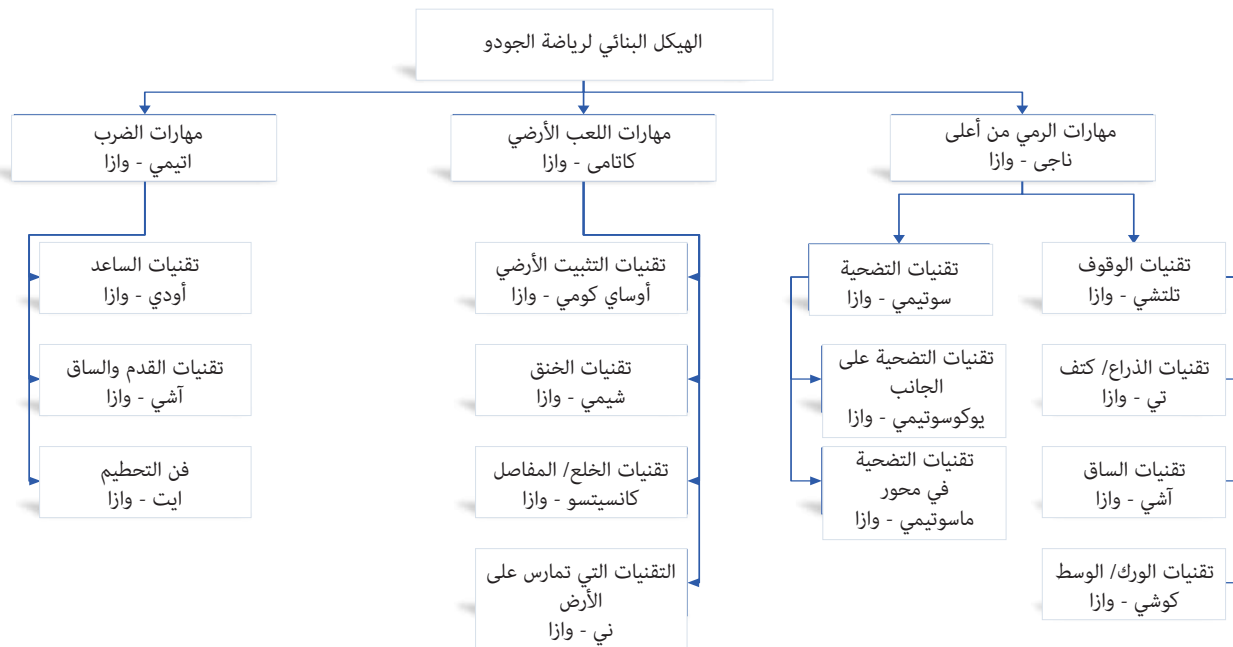 الهيكل البنائي لرياضة الجودو
مهارات الرمي من أعلى
ناجى - وازا
مهارات اللعب الأرضي
كاتامى - وازا
مهارات الضرب
اتيمي - وازا
تقنيات الوقوف
تلتشي - وازا
تقنيات الذراع/ كتف
تي - وازا
تقنيات الساق
آشي - وازا
تقنيات الورك/ الوسط
كوشي - وازا
تقنيات التضحية
سوتيمي - وازا
تقنيات التضحية على
الجانب
يوكوسوتيمي - وازا
تقنيات التضحية
في محور
ماسوتيمي - وازا
تقنيات التثبيت الأرضي
أوساي كومي - وازا
تقنيات الخنق
شيمي - وازا
تقنيات الخلع/ المفاصل
كانسيتسو - وازا
التقنيات التي تمارس على
الأرض
ني - وازا
تقنيات الساعد
أودي - وازا
تقنيات القدم والساق
آشي - وازا
فن التحطيم
ايت - وازا